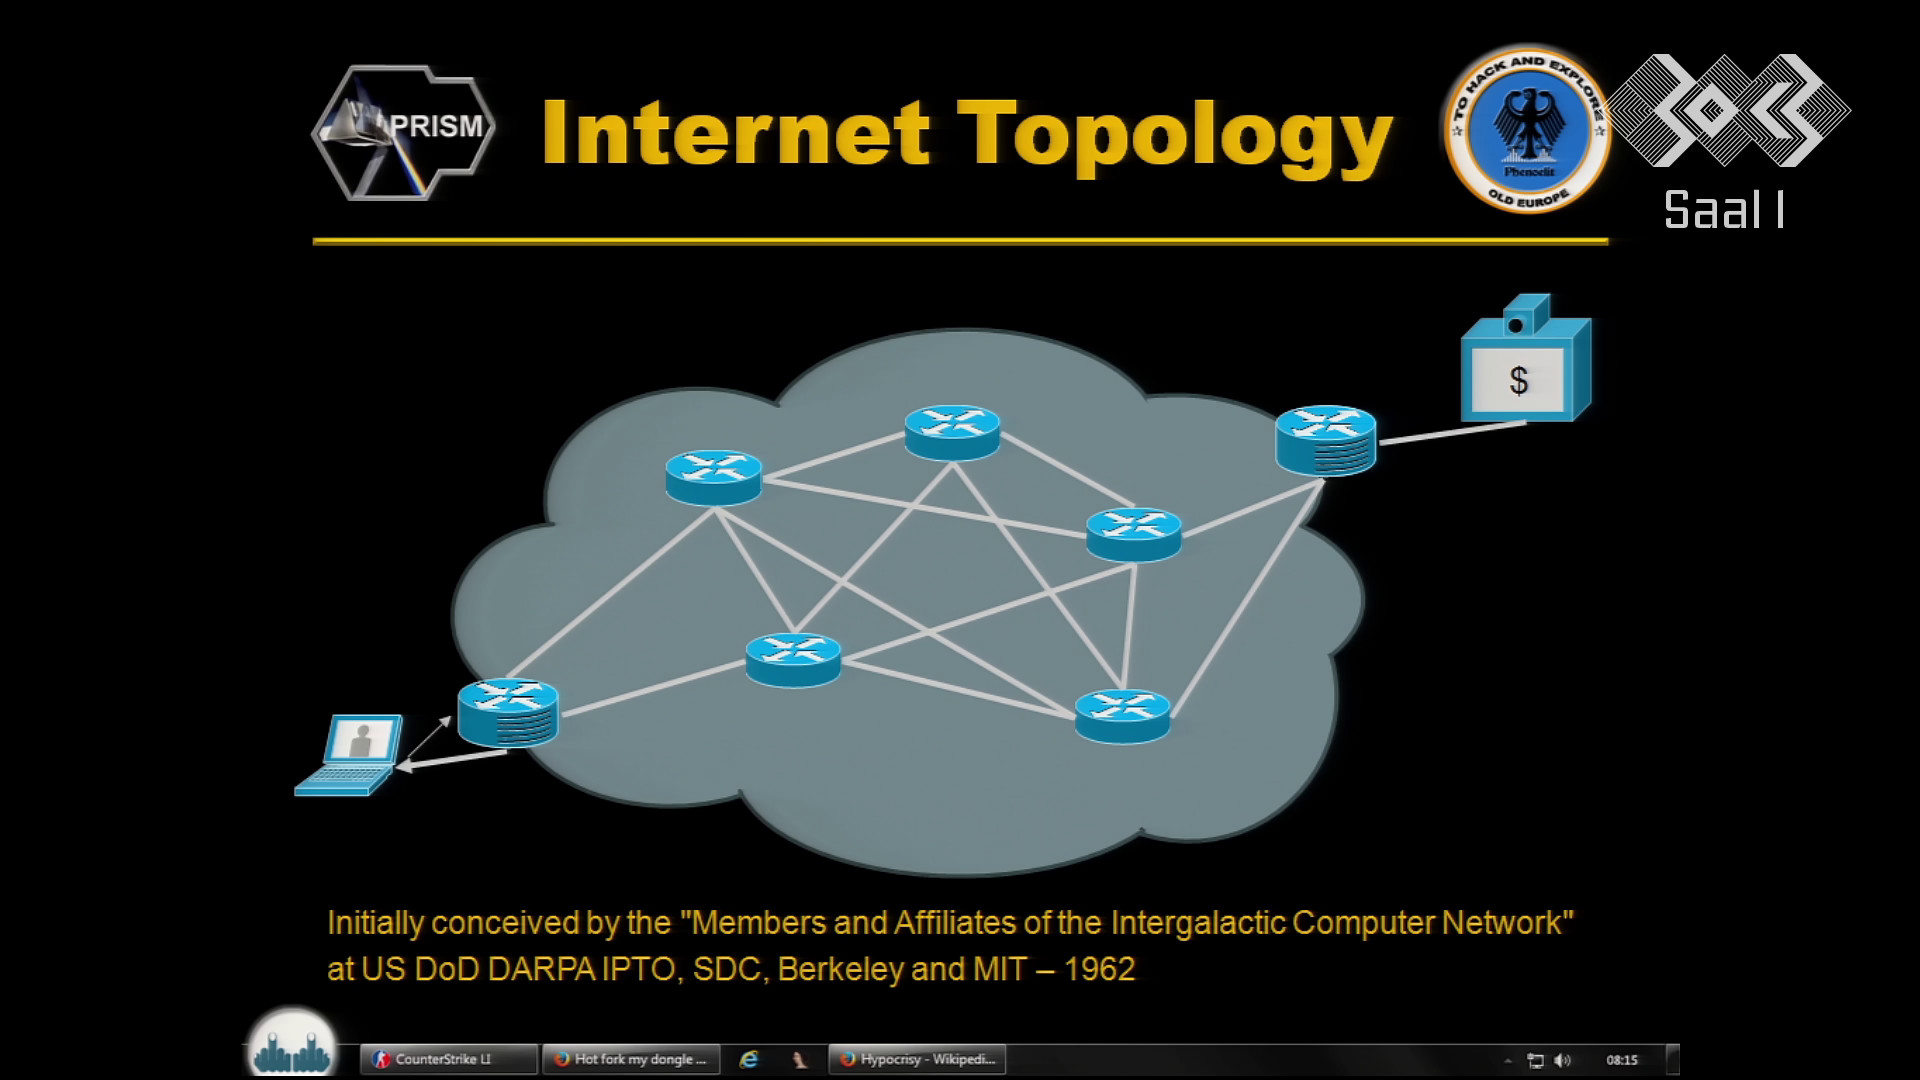 PRISM
Internet Topology
TO HACK AND EXPLORE
Phenoelit
OLD EUROPE
Saal 1
$
Initially conceived by the "Members and Affiliates of the Intergalactic Computer Network"
at US DoD DARPA IPTO, SDC, Berkeley and MIT – 1962
CounterStrike LI
Hot fork my dongle ...
Hypocrisy - Wikipedi...
08:15